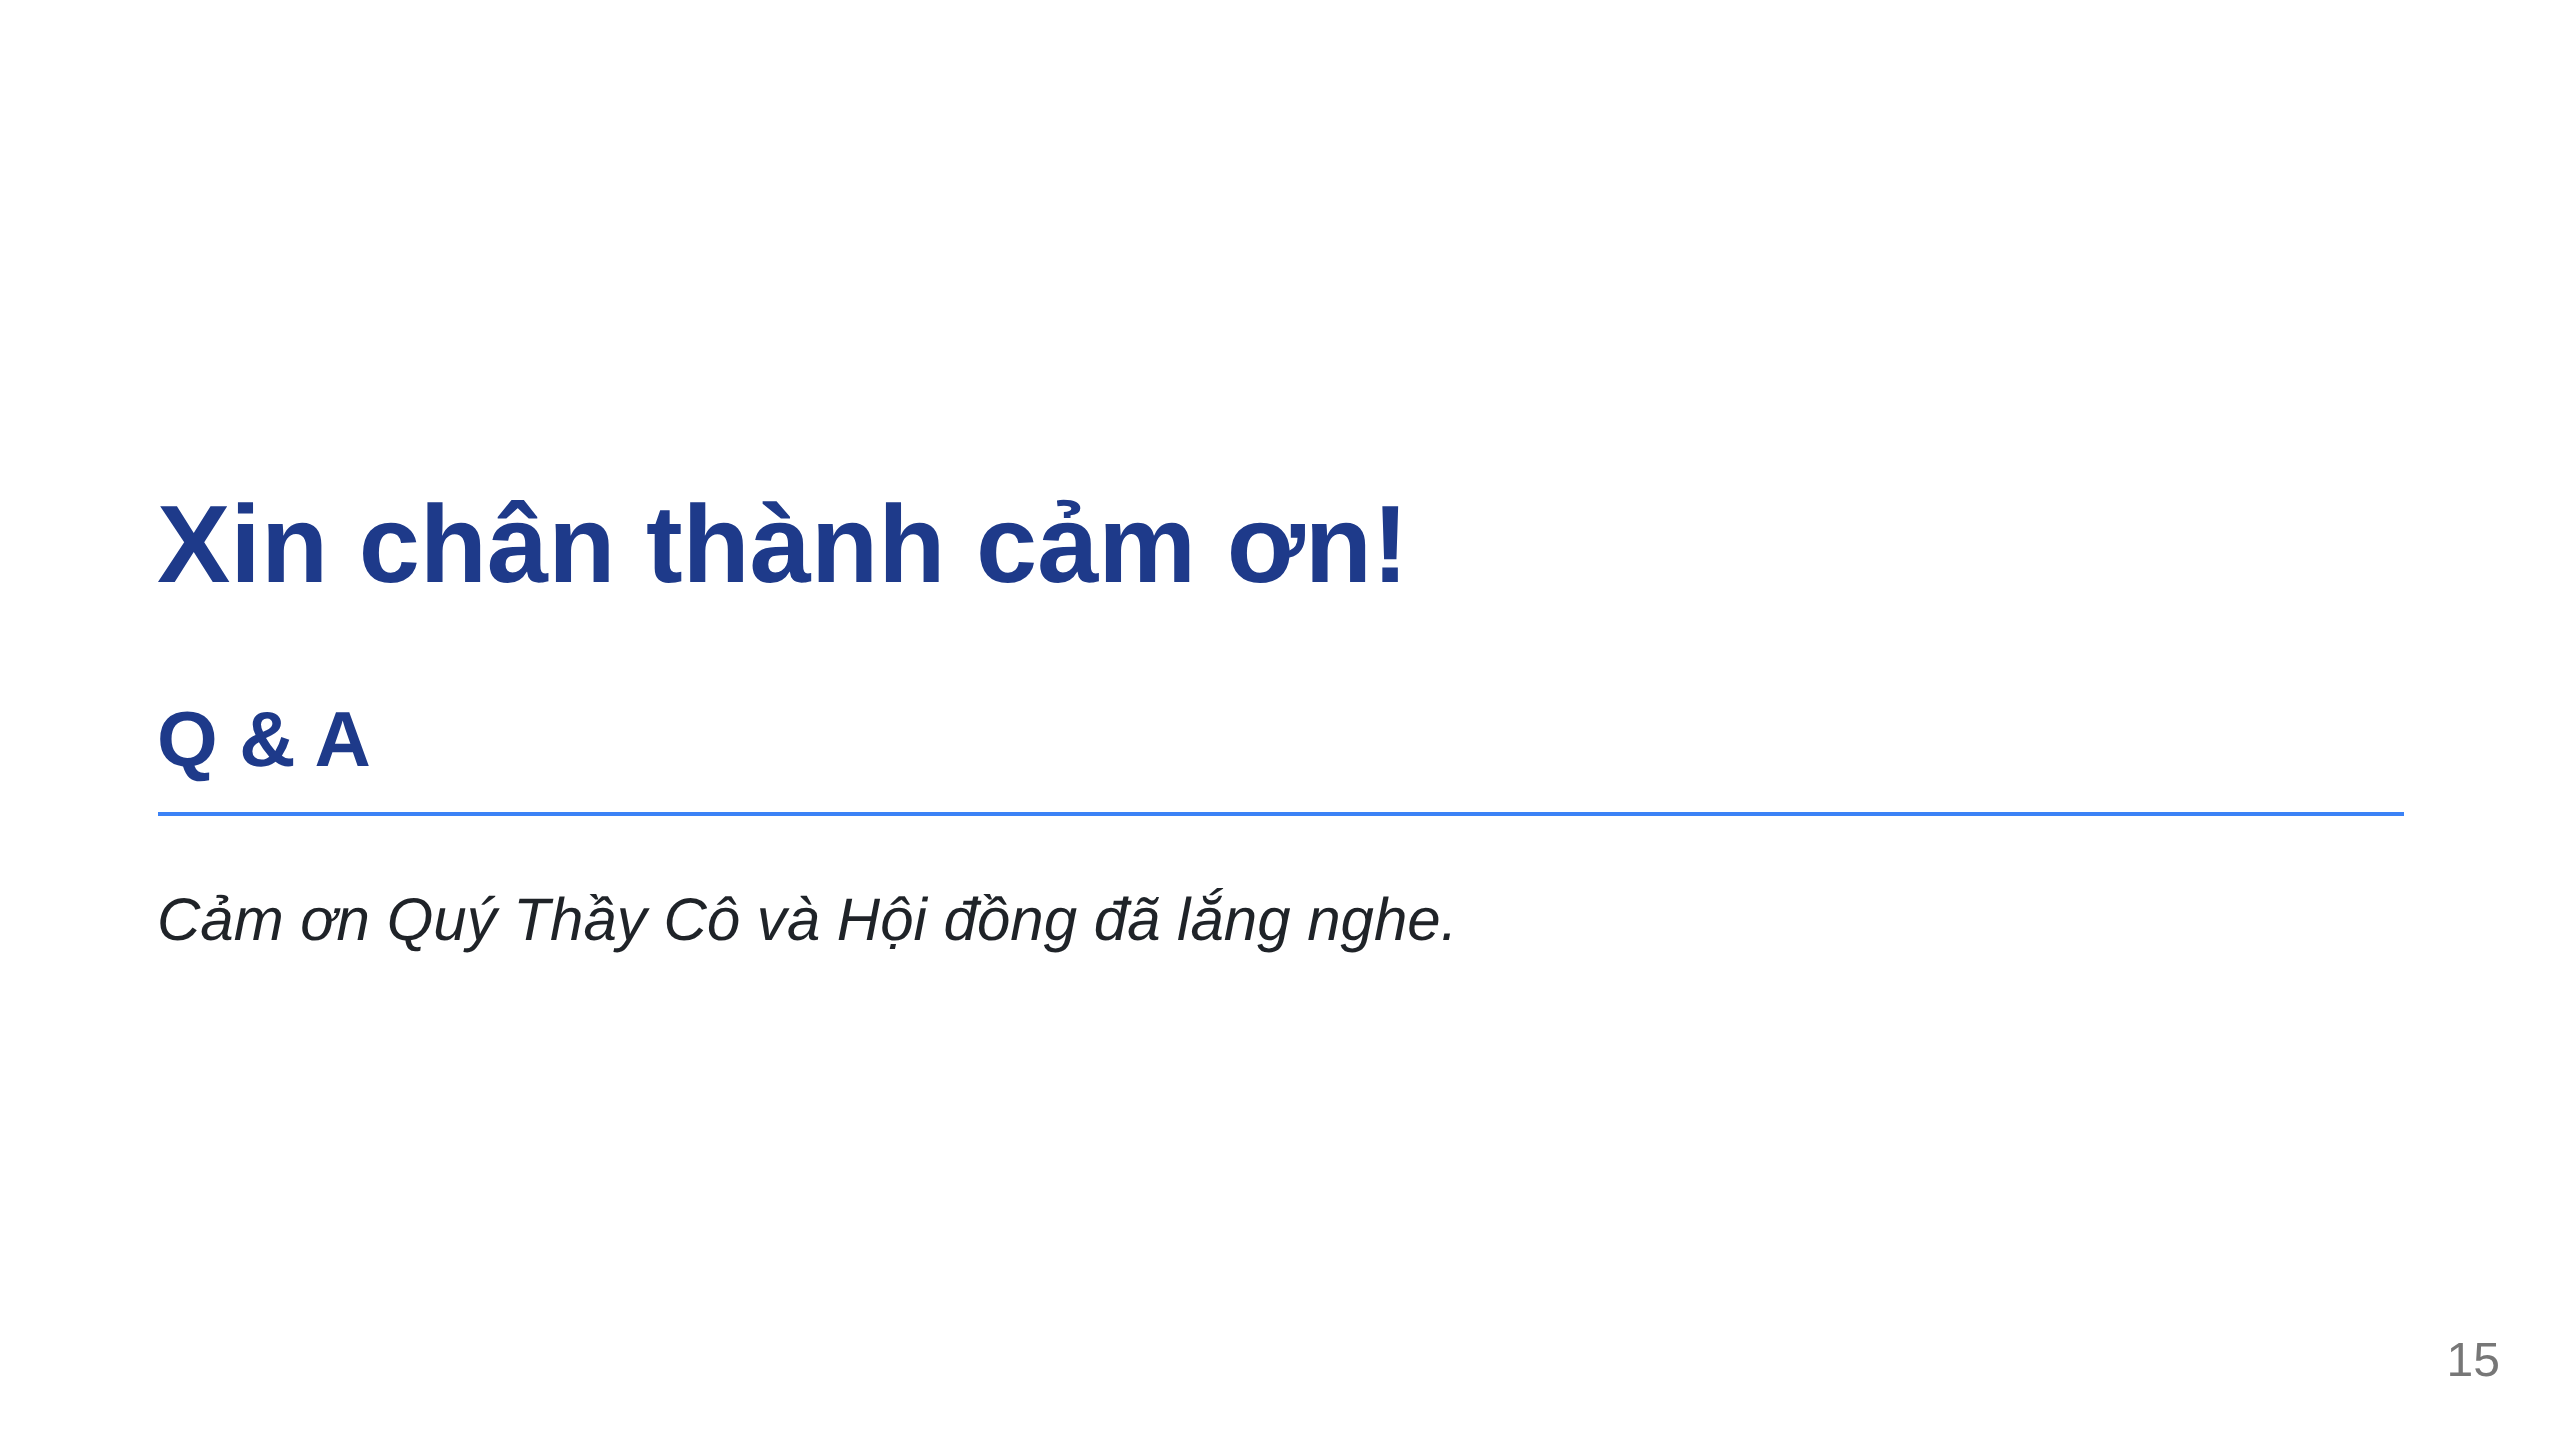 Xin chân thành cảm ơn!
Q & A
Cảm ơn Quý Thầy Cô và Hội đồng đã lắng nghe.
15